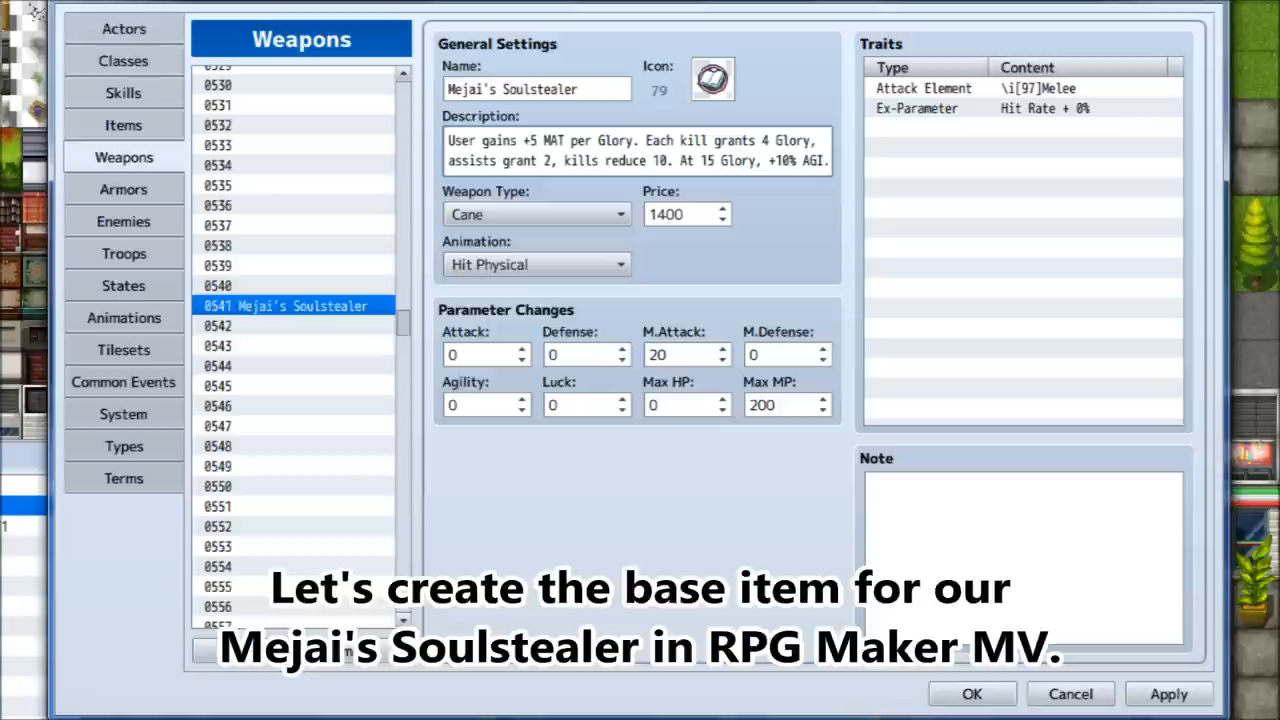 Actors
Classes
Skills
Items
Weapons
Armors
Enemies
Troops
States
Animations
Tilesets
Common Events
System
Types
Terms
Weapons
0529
0530
0531
0532
0533
0534
0535
0536
0537
0538
0539
0540
0541 Mejai's Soulstealer
0542
0543
0544
0545
0546
0547
0548
0549
0550
0551
0552
0553
0554
0555
0556
0557
General Settings
Name:
Icon:
Mejai's Soulstealer
79
Description:
User gains +5 MAT per Glory. Each kill grants 4 Glory,
assists grant 2, kills reduce 10. At 15 Glory, +10% AGI.
Weapon Type:
Price:
Cane
1400
Animation:
Hit Physical
Parameter Changes
Attack: Defense: M.Attack: M.Defense:
0 0 20 0
Agility: Luck: Max HP: Max MP:
0 0 0 200
Traits
Type Content
Attack Element \i[97]Melee
Ex-Parameter Hit Rate + 0%
Note
Let's create the base item for our
Mejai's Soulstealer in RPG Maker MV.
OK Cancel Apply
1